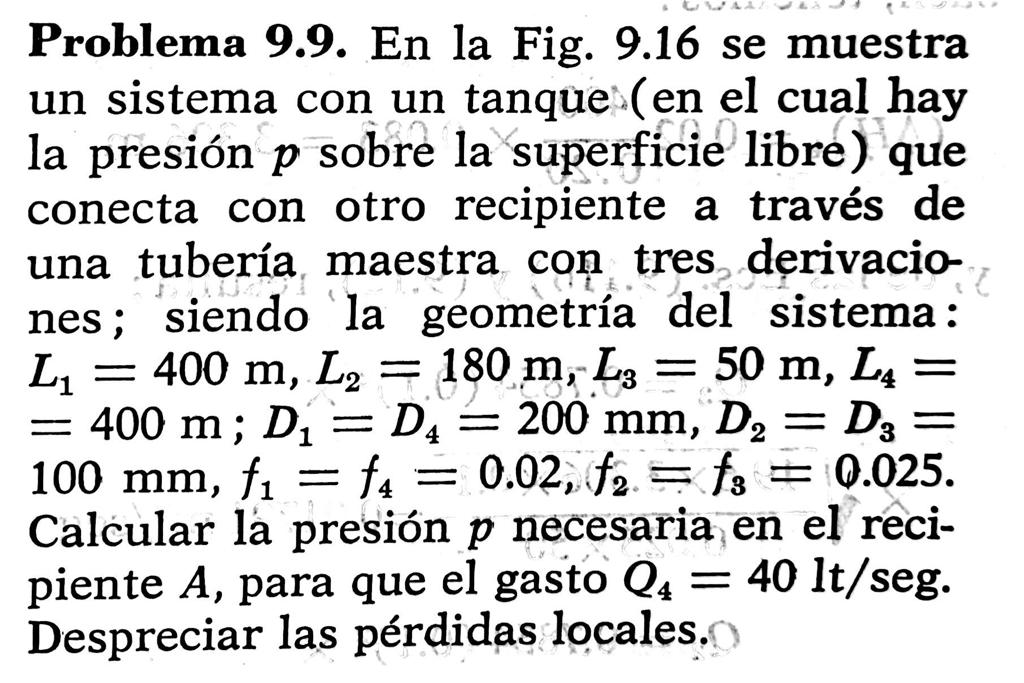 Problema 9.9. En la Fig. 9.16 se muestra
un sistema con un tanque (en el cual hay
la presión p sobre la superficie libre) que
conecta con otro recipiente a través de
una tubería maestra con tres derivacio-
nes; siendo la geometría del sistema:
L₁ = 400 m, L₂ = 180 m, L₃ = 50 m, L₄ =
= 400 m; D₁ = D₄ = 200 mm, D₂ = D₃ =
100 mm, f₁ = f₄ = 0.02, f₂ = f₃ = 0.025.
Calcular la presión p necesaria en el reci-
piente A, para que el gasto Q₄ = 40 lt/seg.
Despreciar las pérdidas locales.